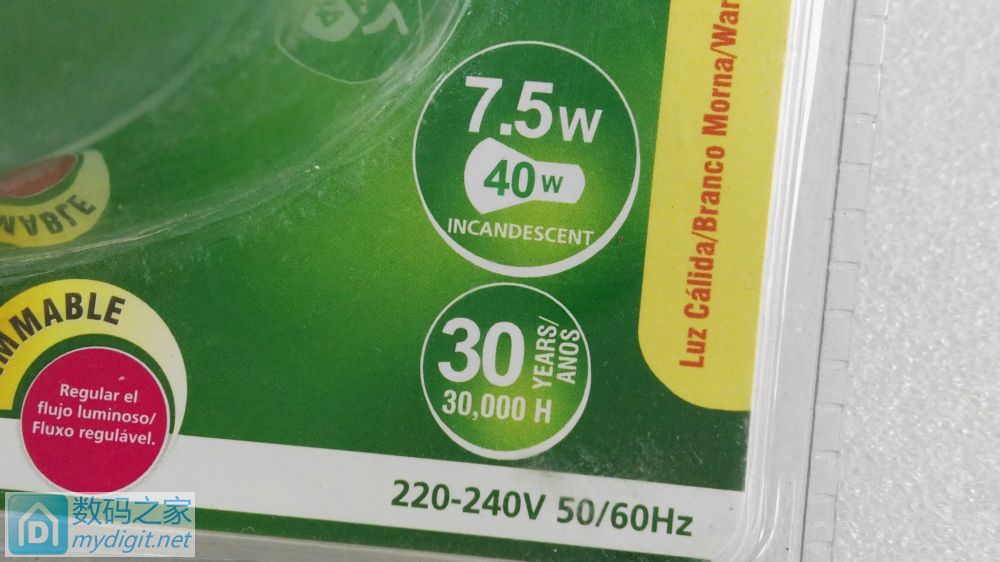 7.5W
40W
INCANDESCENT
Luz Cálida/Branco Morna/War
MMABLE
Regular el
flujo luminoso/
Fluxo regulável.
30 YEARS/
ANOS
30,000 H
220-240V 50/60Hz
MABLE
数码之家
mydigit.net